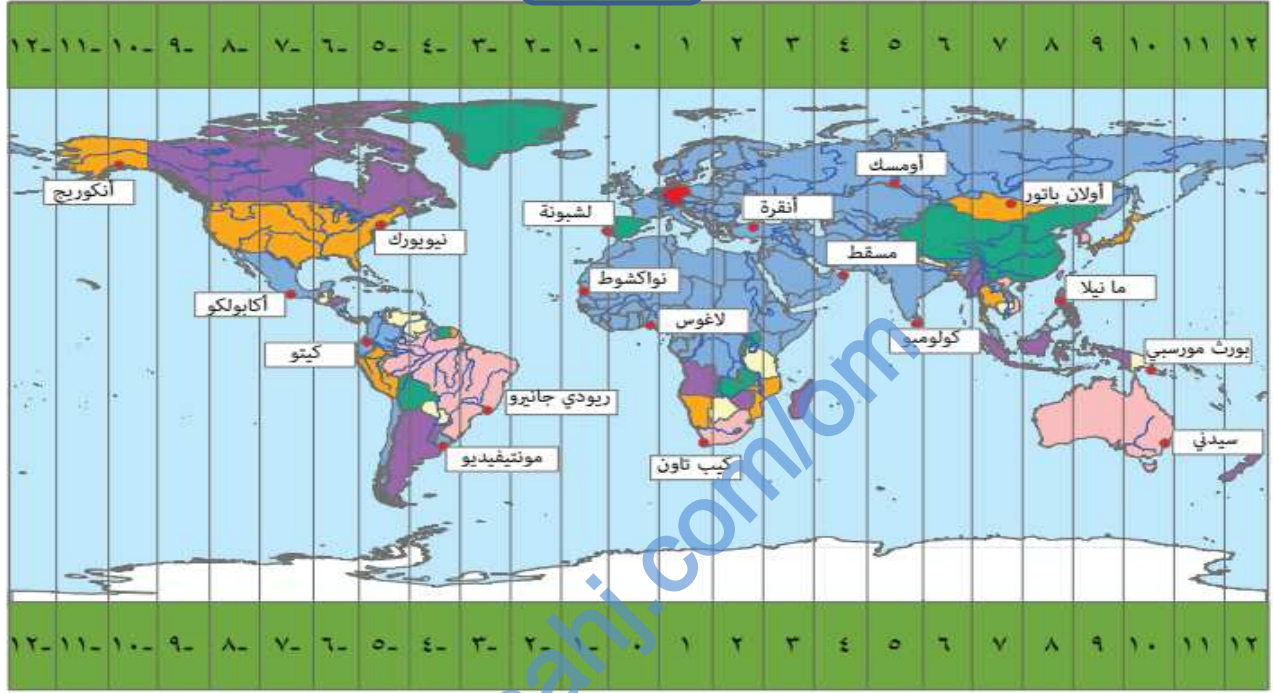 ١٢- ١١- ١٠- ٩- ٨- ٧- ٦- ٥- ٤- ٣- ٢- ١- ٠ ١ ٢ ٣ ٤ ٥ ٦ ٧ ٨ ٩ ١٠ ١١ ١٢
أومسك
أنكوريج
أولان باتور
أنقرة
لشبونة
نيويورك
مسقط
نواكشوط
ما نيلا
أكابولكو
لاغوس
كولومبو
كيتو
بورث مورسبي
ريودي جانيرو
سيدني
مونتيفيديو
كيب تاون
ahj.com/om
١٢- ١١- ١٠- ٩- ٨- ٧- ٦- ٥- ٤- ٣- ٢- ١- ٠ ١ ٢ ٣ ٤ ٥ ٦ ٧ ٨ ٩ ١٠ ١١ ١٢